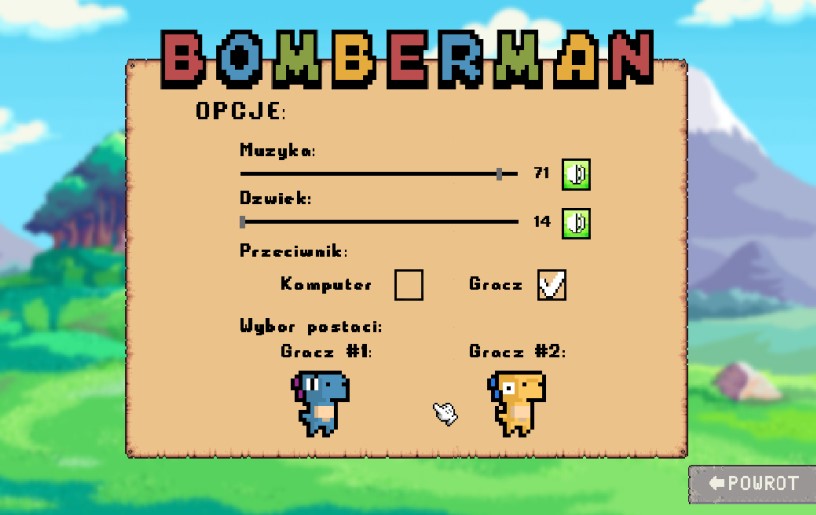 BOMBERMAN
OPCJE:
Muzyka:
71
Dzwiek:
14
Przeciwnik:
Komputer Gracz
Wybor postaci:
Gracz #1: Gracz #2:
POWROT